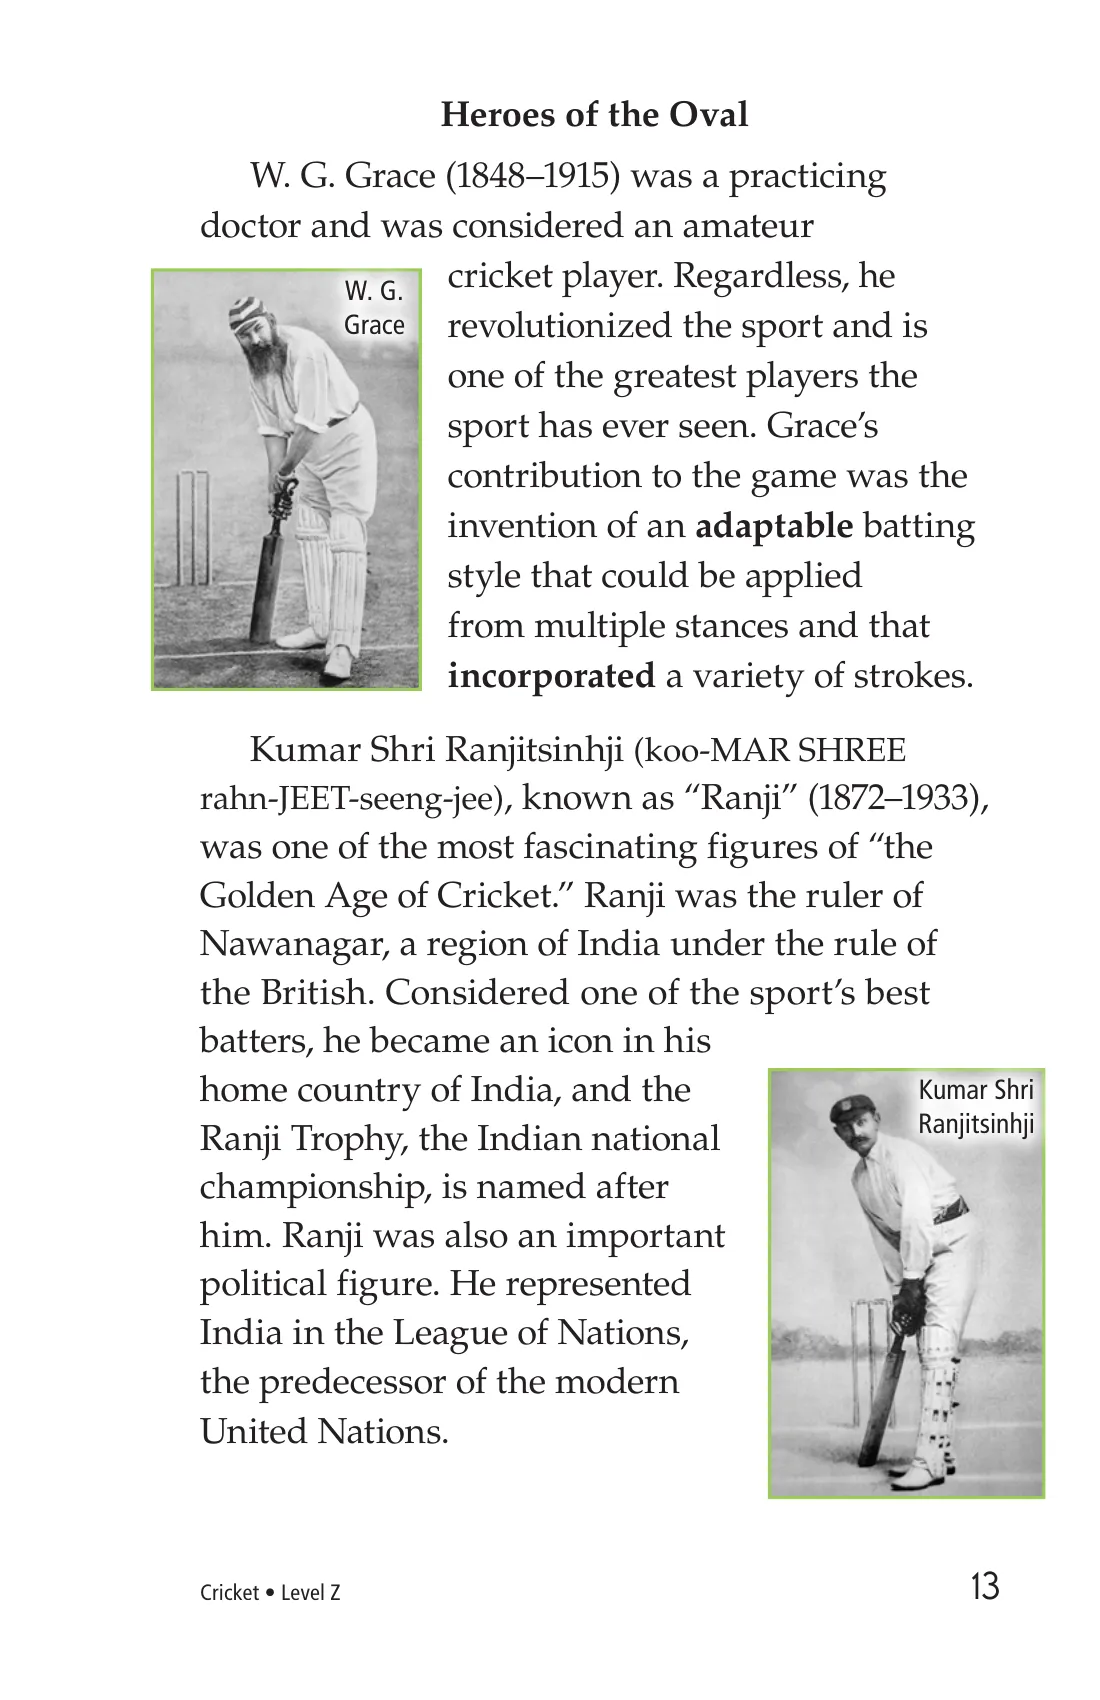 Heroes of the Oval
W. G. Grace (1848–1915) was a practicing
doctor and was considered an amateur
cricket player. Regardless, he
revolutionized the sport and is
one of the greatest players the
sport has ever seen. Grace’s
contribution to the game was the
invention of an adaptable batting
style that could be applied
from multiple stances and that
incorporated a variety of strokes.
W. G.
Grace
Kumar Shri Ranjitsinhji (koo-MAR SHREE
rahn-JEET-seeng-jee), known as “Ranji” (1872–1933),
was one of the most fascinating figures of “the
Golden Age of Cricket.” Ranji was the ruler of
Nawanagar, a region of India under the rule of
the British. Considered one of the sport’s best
batters, he became an icon in his
home country of India, and the
Ranji Trophy, the Indian national
championship, is named after
him. Ranji was also an important
political figure. He represented
India in the League of Nations,
the predecessor of the modern
United Nations.
Kumar Shri
Ranjitsinhji
Cricket • Level Z
13